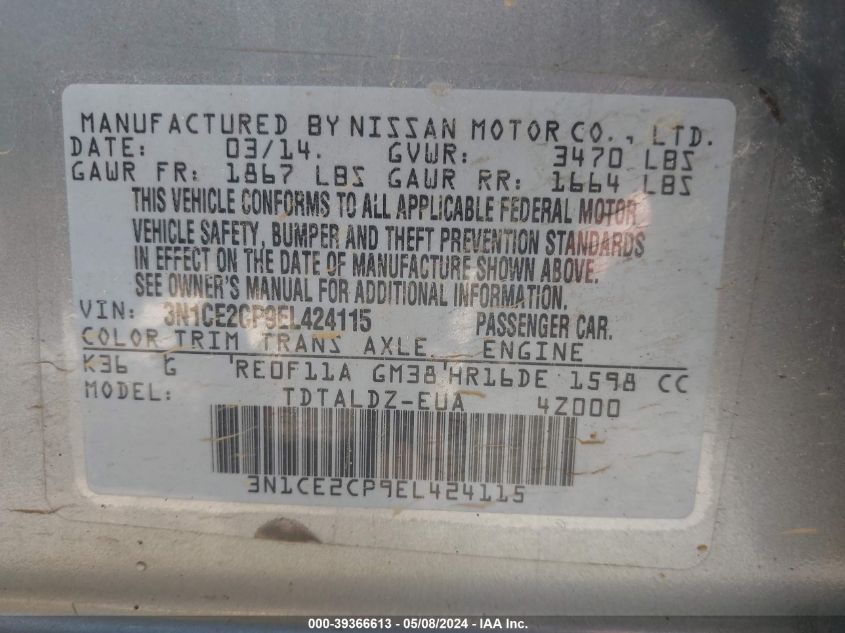 MANUFACTURED BY NISSAN MOTOR CO., LTD.
DATE: 03/14. GVWR: 3470 LBS
GAWR FR: 1867 LBS GAWR RR: 1664 LBS
THIS VEHICLE CONFORMS TO ALL APPLICABLE FEDERAL MOTOR
VEHICLE SAFETY, BUMPER AND THEFT PREVENTION STANDARDS
IN EFFECT ON THE DATE OF MANUFACTURE SHOWN ABOVE.
SEE OWNER'S MANUAL FOR ADDITIONAL INFORMATION.
VIN: 3N1CE2CP9EL424115 PASSENGER CAR.
COLOR TRIM TRANS AXLE ENGINE
K36 G 'RE0F11A GM38'HR16DE 1598 CC
MODEL: TDTALDZ-EUA 4Z000
3N1CE2CP9EL424115
000-39366613 - 05/08/2024 - IAAI.com